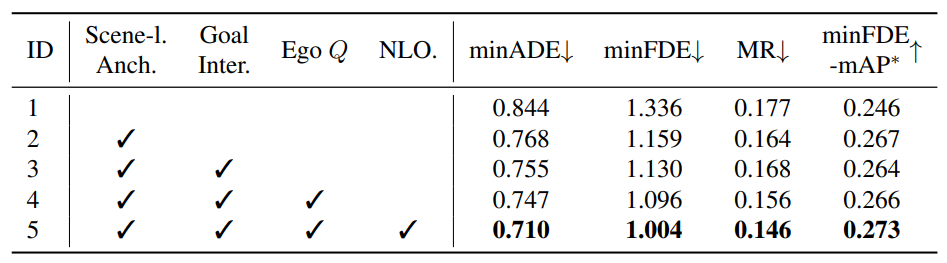 ID Scene-l. Anch. Goal Inter. Ego Q NLO. minADE↓ minFDE↓ MR↓ minFDE -mAP*↑
1 0.844 1.336 0.177 0.246
2 ✓ 0.768 1.159 0.164 0.267
3 ✓ ✓ 0.755 1.130 0.168 0.264
4 ✓ ✓ ✓ 0.747 1.096 0.156 0.266
5 ✓ ✓ ✓ ✓ 0.710 1.004 0.146 0.273